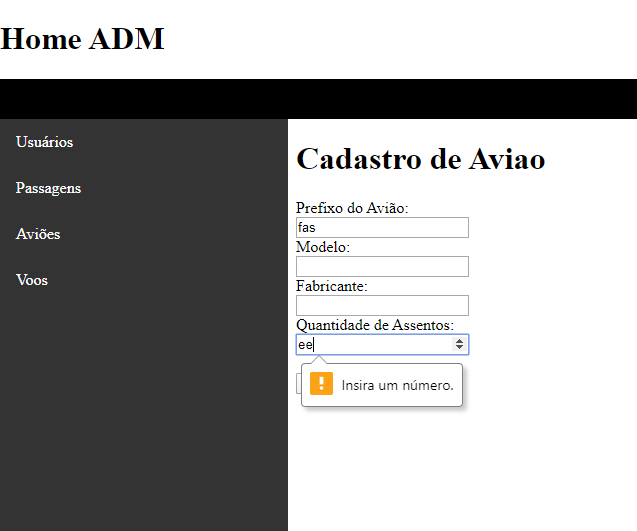 Home ADM
Usuários
Passagens
Aviões
Voos
Cadastro de Aviao
Prefixo do Avião:
fas
Modelo:
Fabricante:
Quantidade de Assentos:
ee
Insira um número.